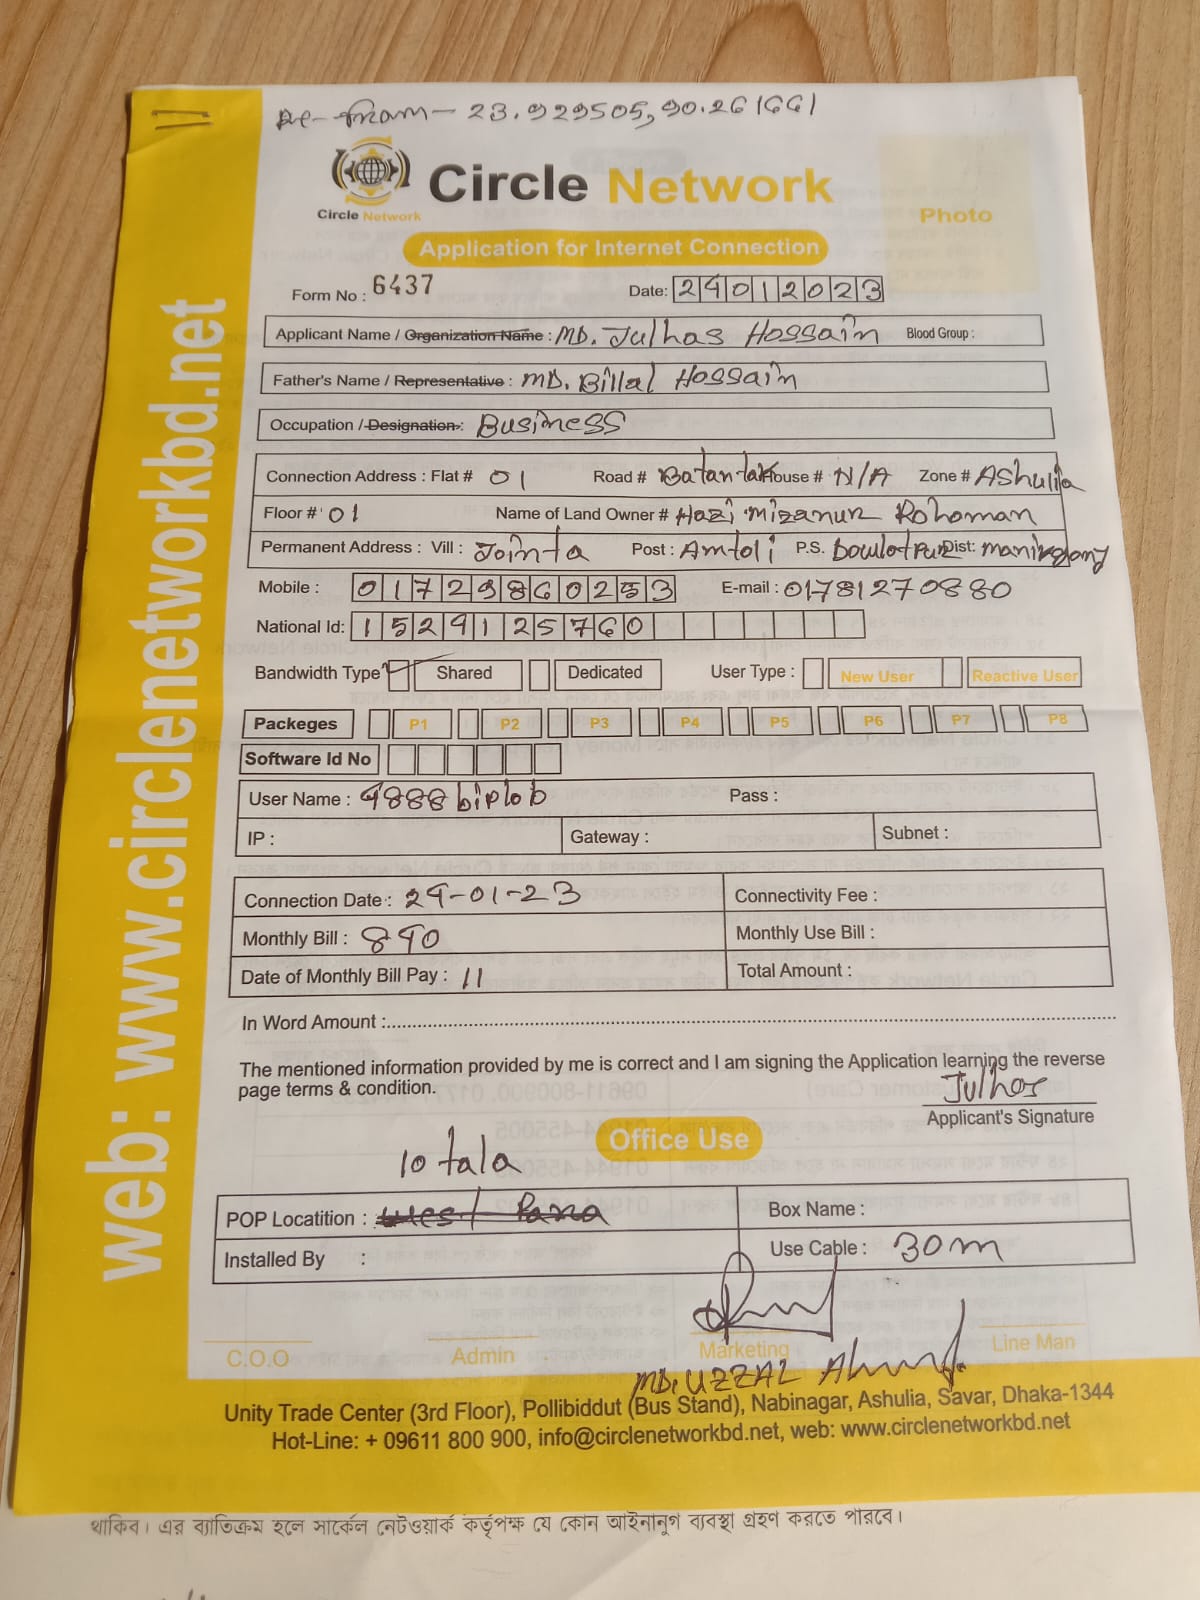 23.929505, 90.261661
Circle Network
Circle Network
Photo
Application for Internet Connection
Form No : 6437
Date: 24012023
Applicant Name / Organization Name : MD. Julhas Hossain Blood Group :
Father's Name / Representative : MD. Billal Hossain
Occupation / Designation : Business
Connection Address : Flat # 01 Road # Batantak House # N/A Zone # Ashulia
Floor # 01 Name of Land Owner # Hazi Mizanur Rohoman
Permanent Address : Vill : Jointa Post : Amtoli P.S. Dowlotpur Dist: Manikgong
Mobile : 01729860253 E-mail : 01781270880
National Id: 1529125760
Bandwidth Type Shared Dedicated User Type : New User Reactive User
Packeges P1 P2 P3 P4 P5 P6 P7 P8
Software Id No
User Name : 4888biplob Pass :
IP : Gateway : Subnet :
Connection Date : 24-01-23 Connectivity Fee :
Monthly Bill : 840 Monthly Use Bill :
Date of Monthly Bill Pay : 11 Total Amount :
In Word Amount :
The mentioned information provided by me is correct and I am signing the Application learning the reverse
page terms & condition.
Julhas
Applicant's Signature
Office Use
10 tala
POP Locatition : West Para Box Name :
Installed By : Use Cable : 30m
C.O.O Admin Marketing Line Man
MD. UZZAL Ahmed
Unity Trade Center (3rd Floor), Pollibiddut (Bus Stand), Nabinagar, Ashulia, Savar, Dhaka-1344
Hot-Line: + 09611 800 900, info@circlenetworkbd.net, web: www.circlenetworkbd.net
web: www.circlenetworkbd.net
থাকিব। এর ব্যতিক্রম হলে সার্কেল নেটওয়ার্ক কর্তৃপক্ষ যে কোন আইনানুগ ব্যবস্থা গ্রহণ করতে পারবে।